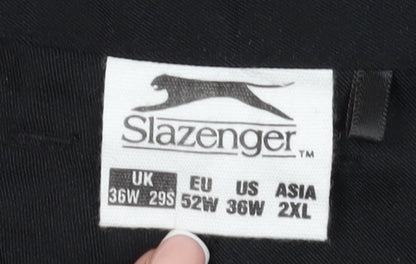 Slazenger™
UK EU US ASIA
36W 29S 52W 36W 2XL